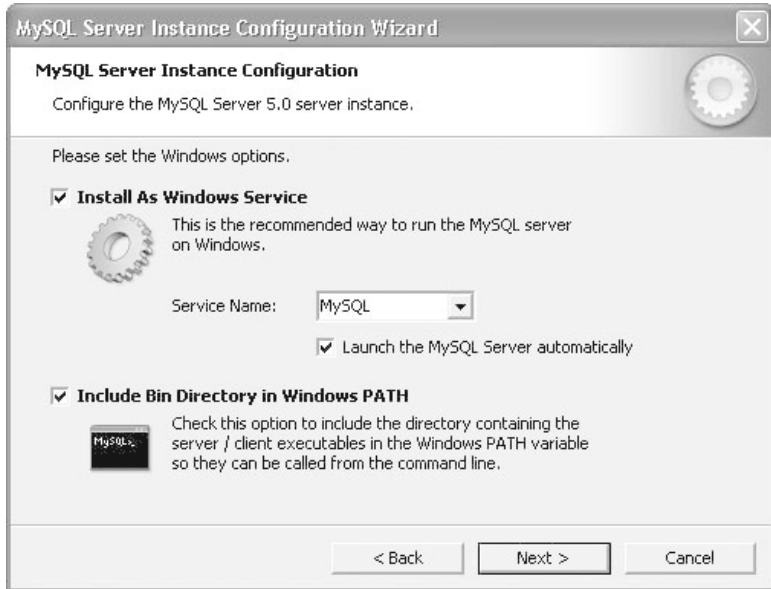 MySQL Server Instance Configuration Wizard
MySQL Server Instance Configuration
Configure the MySQL Server 5.0 server instance.
Please set the Windows options.
Install As Windows Service
This is the recommended way to run the MySQL server
on Windows.
Service Name:
MySQL
Launch the MySQL Server automatically
Include Bin Directory in Windows PATH
MySQL>_
Check this option to include the directory containing the
server / client executables in the Windows PATH variable
so they can be called from the command line.
< Back
Next >
Cancel